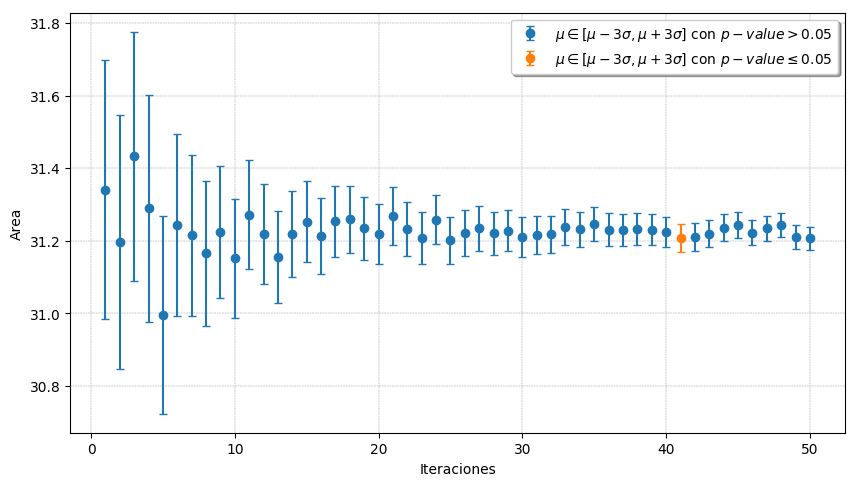 31.8
31.6
31.4
31.2
31.0
30.8
Area
μ ∈ [μ − 3σ, μ + 3σ] con p − value > 0.05
μ ∈ [μ − 3σ, μ + 3σ] con p − value ≤ 0.05
0 10 20 30 40 50
Iteraciones